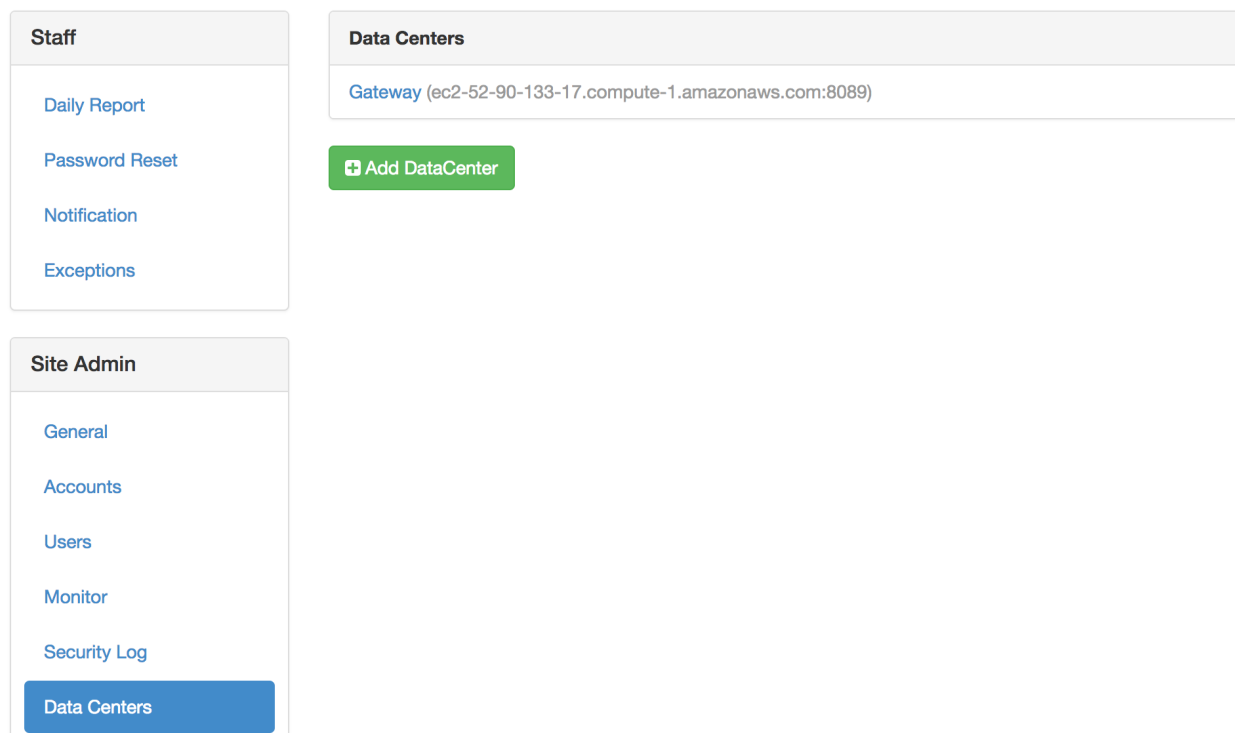 Staff
Daily Report
Password Reset
Notification
Exceptions
Site Admin
General
Accounts
Users
Monitor
Security Log
Data Centers
Data Centers
Gateway (ec2-52-90-133-17.compute-1.amazonaws.com:8089)
Add DataCenter